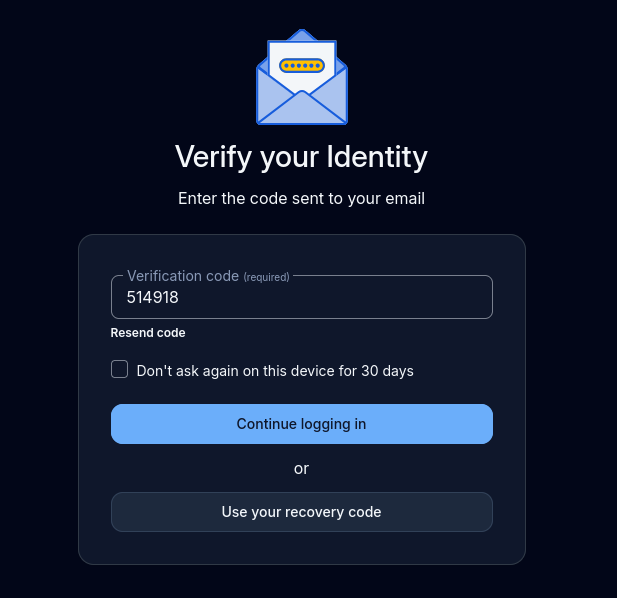 Verify your Identity
Enter the code sent to your email
Verification code (required)
514918
Resend code
Don't ask again on this device for 30 days
Continue logging in
or
Use your recovery code